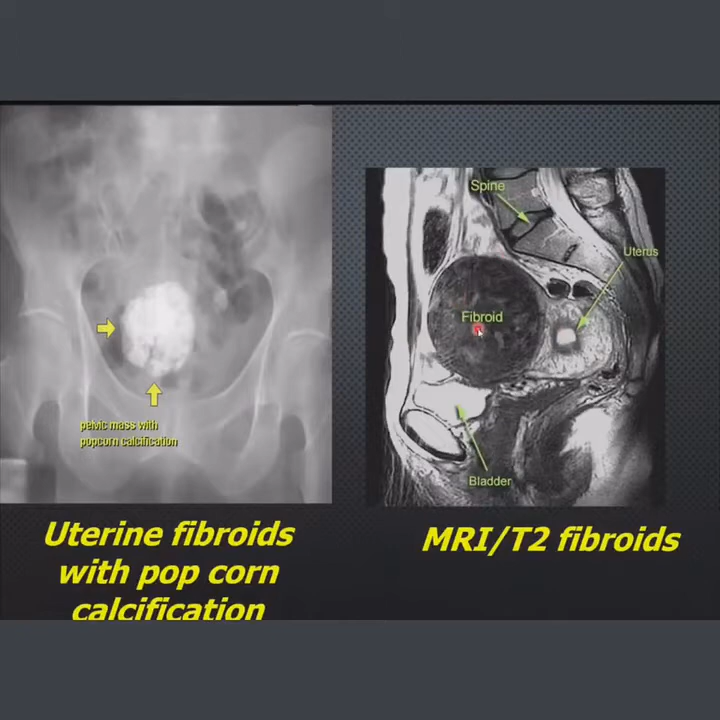 pelvic mass with
popcorn calcification
Uterine fibroids
with pop corn
calcification
Spine
Uterus
Fibroid
Bladder
MRI/T2 fibroids